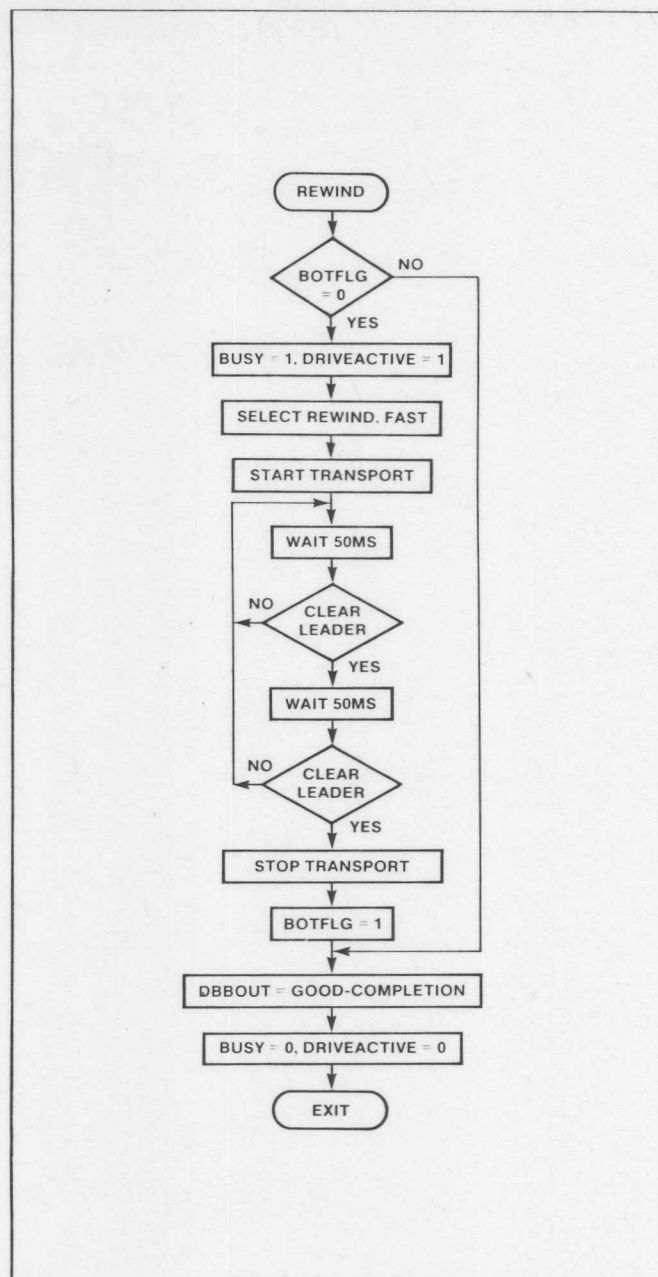 REWIND
BOTFLG
= 0
NO
YES
BUSY = 1, DRIVEACTIVE = 1
SELECT REWIND. FAST
START TRANSPORT
WAIT 50MS
NO
CLEAR
LEADER
YES
WAIT 50MS
NO
CLEAR
LEADER
YES
STOP TRANSPORT
BOTFLG = 1
DBBOUT = GOOD-COMPLETION
BUSY = 0, DRIVEACTIVE = 0
EXIT